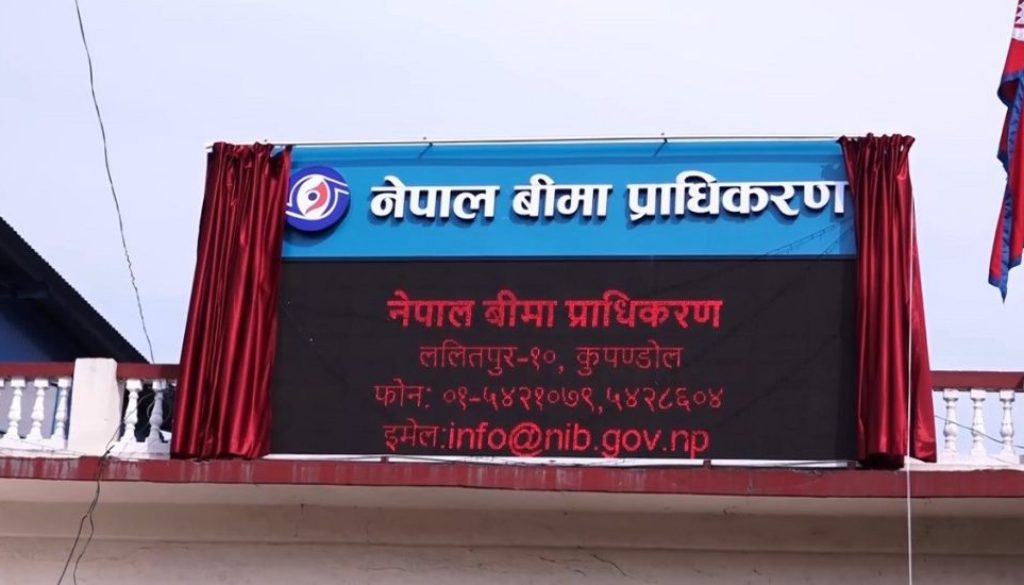 नेपाल बीमा प्राधिकरण
नेपाल बीमा प्राधिकरण
ललितपुर-१०, कुपण्डोल
फोन: ०१-५४२१०७९,५४२८६०४
इमेल:info@nib.gov.np